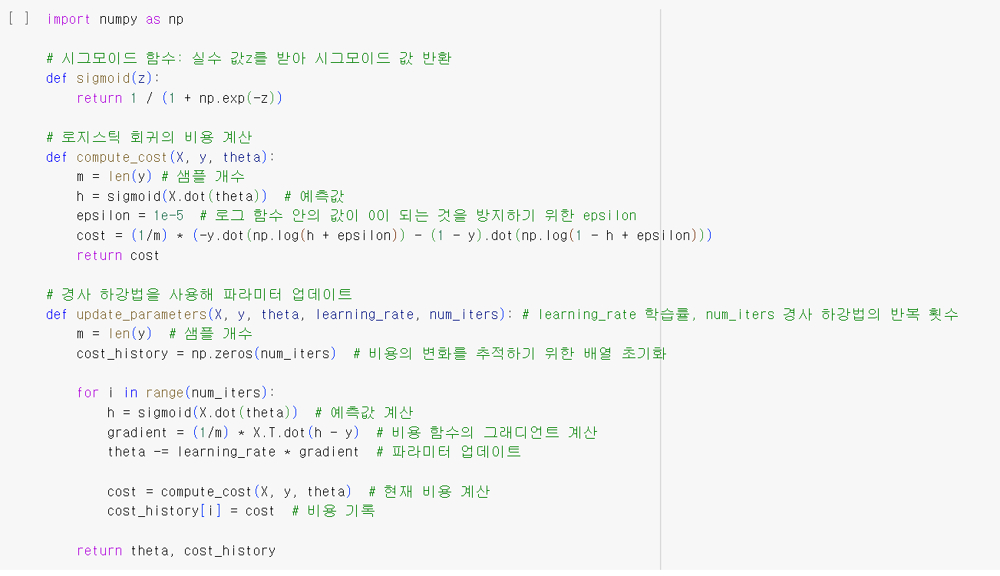 [ ] import numpy as np
# 시그모이드 함수: 실수 값z를 받아 시그모이드 값 반환
def sigmoid(z):
    return 1 / (1 + np.exp(-z))
# 로지스틱 회귀의 비용 계산
def compute_cost(X, y, theta):
    m = len(y) # 샘플 개수
    h = sigmoid(X.dot(theta))  # 예측값
    epsilon = 1e-5  # 로그 함수 안의 값이 0이 되는 것을 방지하기 위한 epsilon
    cost = (1/m) * (-y.dot(np.log(h + epsilon)) - (1 - y).dot(np.log(1 - h + epsilon)))
    return cost
# 경사 하강법을 사용해 파라미터 업데이트
def update_parameters(X, y, theta, learning_rate, num_iters): # learning_rate 학습률, num_iters 경사 하강법의 반복 횟수
    m = len(y)  # 샘플 개수
    cost_history = np.zeros(num_iters)  # 비용의 변화를 추적하기 위한 배열 초기화
    for i in range(num_iters):
        h = sigmoid(X.dot(theta))  # 예측값 계산
        gradient = (1/m) * X.T.dot(h - y)  # 비용 함수의 그래디언트 계산
        theta -= learning_rate * gradient  # 파라미터 업데이트
        cost = compute_cost(X, y, theta)  # 현재 비용 계산
        cost_history[i] = cost  # 비용 기록
    return theta, cost_history